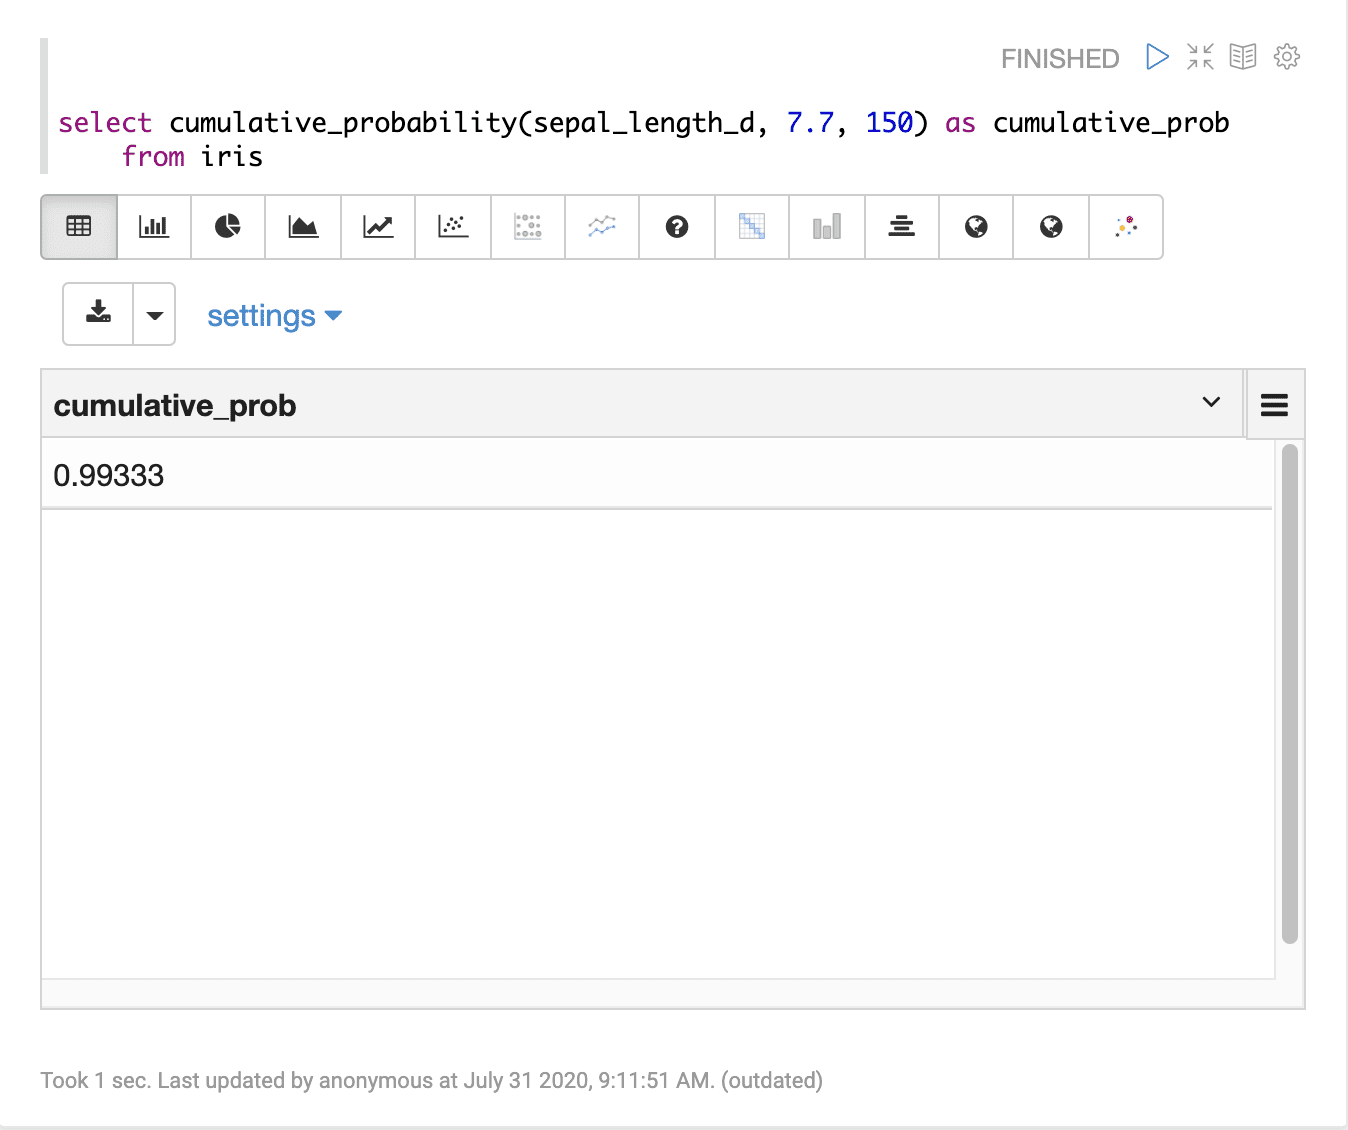 FINISHED
select cumulative_probability(sepal_length_d, 7.7, 150) as cumulative_prob
from iris
settings
cumulative_prob
0.99333
Took 1 sec. Last updated by anonymous at July 31 2020, 9:11:51 AM. (outdated)